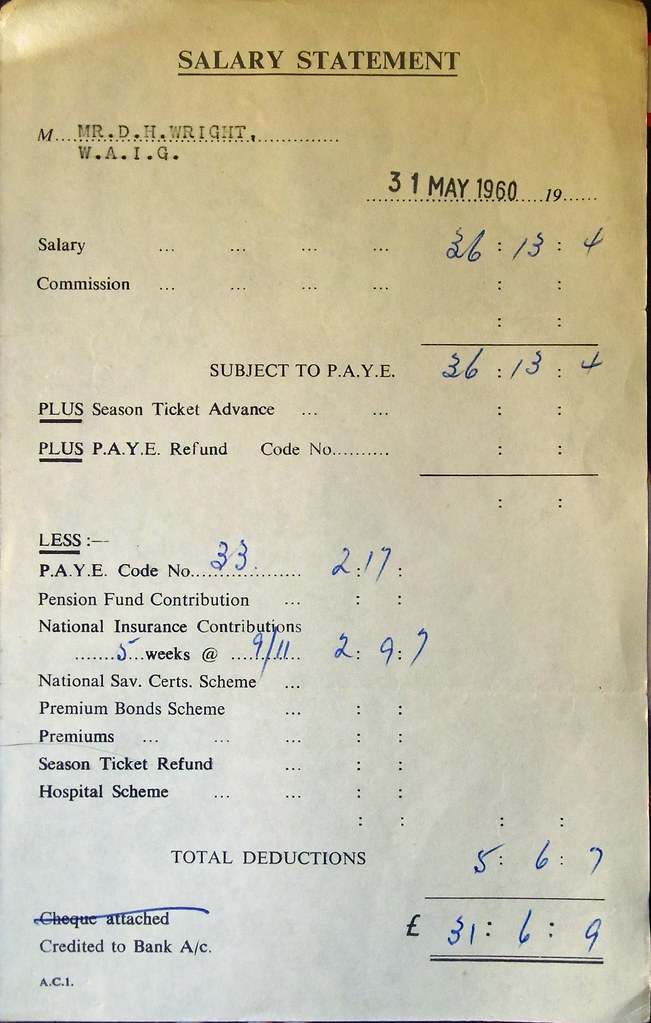 SALARY STATEMENT
M....MR.D.H.WRIGHT,..............
W.A.I.G.
31 MAY 1960 19......
Salary ... ... ... ... 36 : 13 : 4
Commission ... ... ... ... : :
: :
SUBJECT TO P.A.Y.E. 36 : 13 : 4
PLUS Season Ticket Advance ... ... : :
PLUS P.A.Y.E. Refund Code No.......... : :
: :
LESS :—
P.A.Y.E. Code No....33............ 2 : 17 :
Pension Fund Contribution ... : :
National Insurance Contributions
.......5...weeks @ ....9/11.... 2 : 9 : 7
National Sav. Certs. Scheme ...
Premium Bonds Scheme ... : :
Premiums ... ... ... : :
Season Ticket Refund ... : :
Hospital Scheme ... ... : :
: : : :
TOTAL DEDUCTIONS 5 : 6 : 7
Cheque attached £ 31 : 6 : 9
Credited to Bank A/c.
A.C.1.